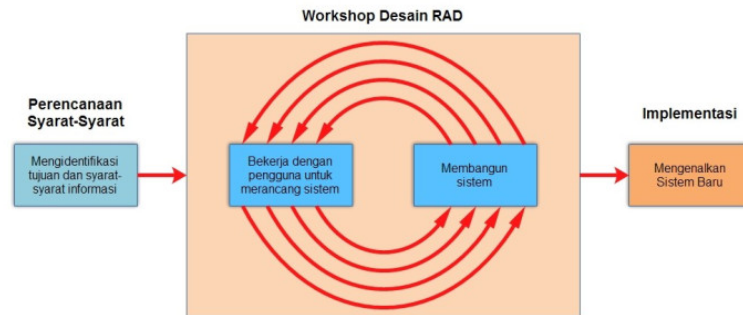 Workshop Desain RAD
Perencanaan
Syarat-Syarat
Mengidentifikasi
tujuan dan syarat-
syarat informasi
Bekerja dengan
pengguna untuk
merancang sistem
Membangun
sistem
Implementasi
Mengenalkan
Sistem Baru